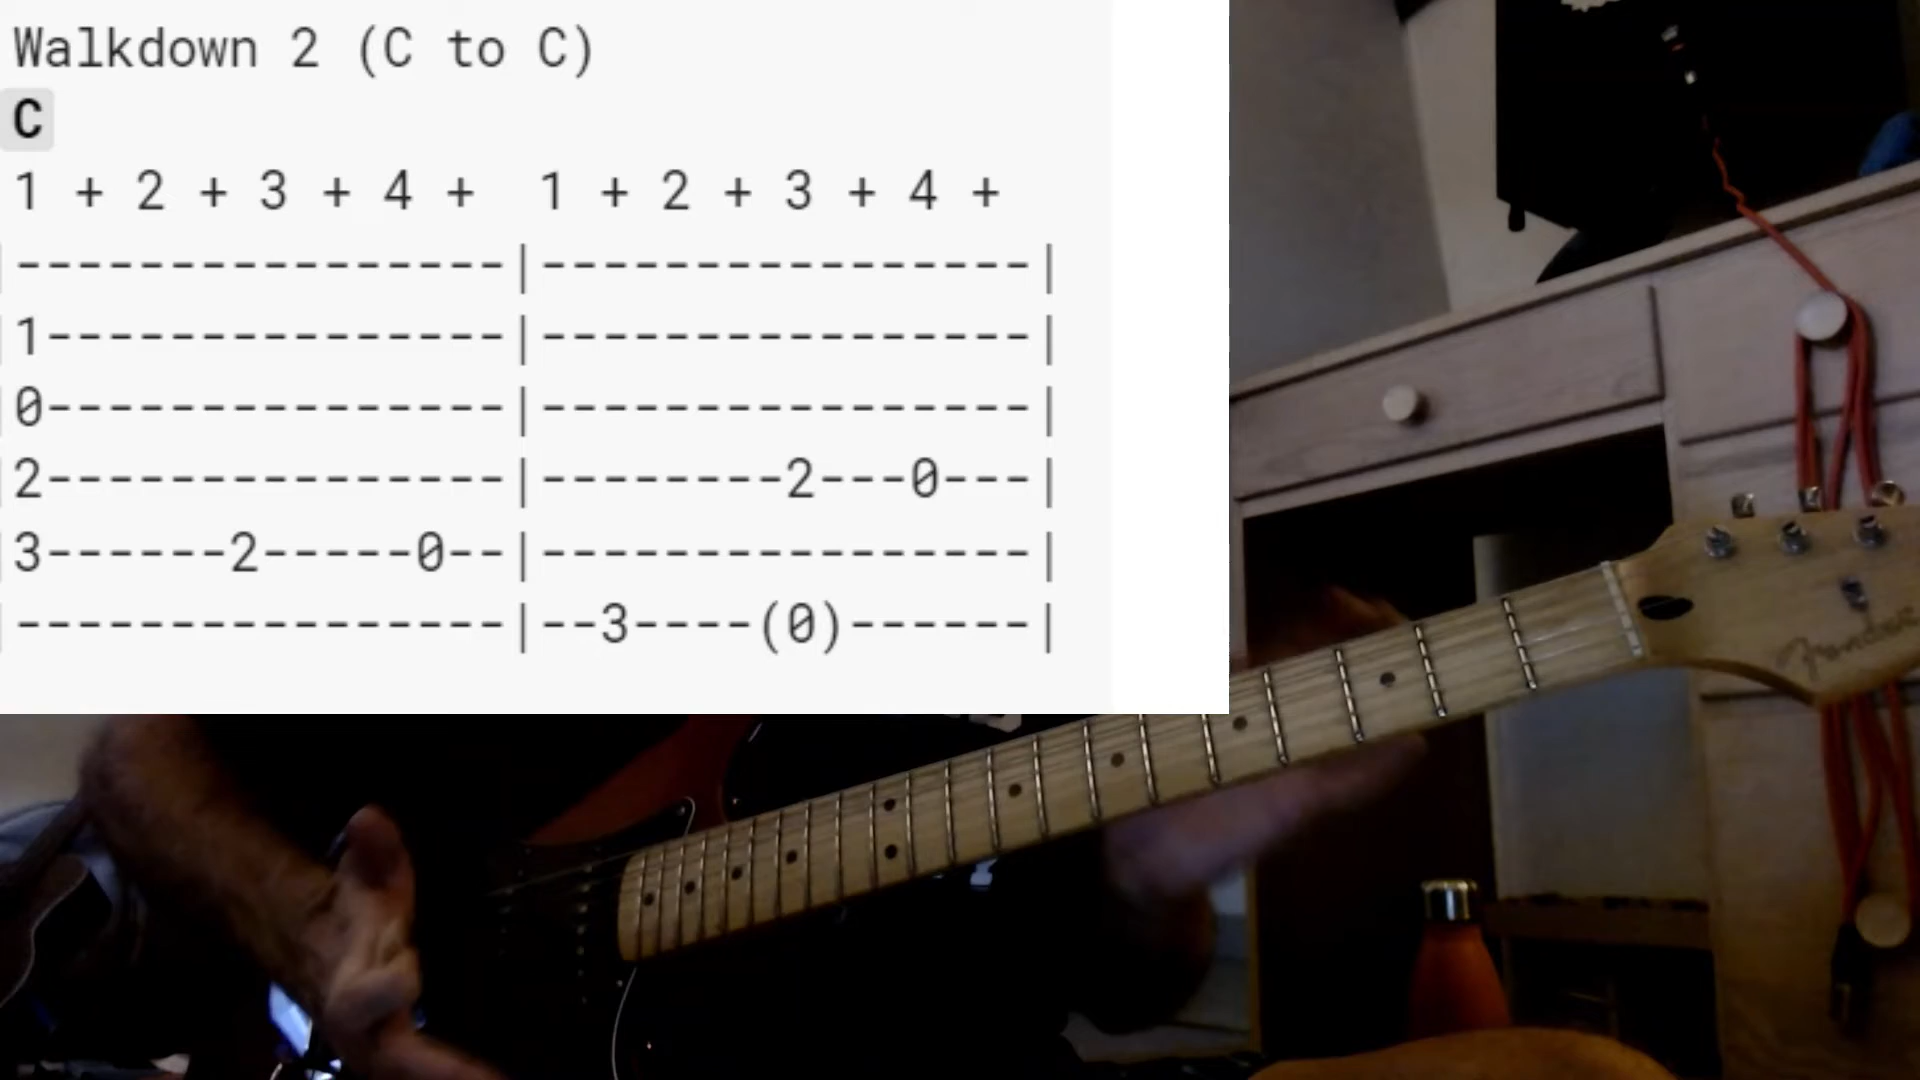 Walkdown 2 (C to C)
C
1 + 2 + 3 + 4 +  1 + 2 + 3 + 4 +
|----------------|----------------|
|1---------------|----------------|
|0---------------|----------------|
|2---------------|--------2---0---|
|3------2-----0--|----------------|
|----------------|--3----(0)------|
Fender